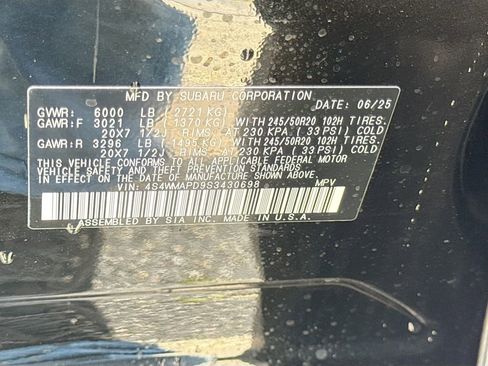 MFD BY SUBARU CORPORATION DATE: 06/25
GVWR: 6000 LB ( 2721 KG)
GAWR:F 3021 LB ( 1370 KG) WITH 245/50R20 102H TIRES.
20X7 1/2J RIMS AT 230 KPA ( 33 PSI) COLD
GAWR:R 3296 LB ( 1495 KG) WITH 245/50R20 102H TIRES.
20X7 1/2J RIMS AT 230 KPA ( 33 PSI) COLD
THIS VEHICLE CONFORMS TO ALL APPLICABLE FEDERAL MOTOR
VEHICLE SAFETY, BUMPER, AND THEFT PREVENTION STANDARDS
IN EFFECT ON THE DATE OF MANUFACTURE SHOWN ABOVE.
VIN: 4S4WMAPD9S3430698 MPV
ASSEMBLED BY SIA INC. MADE IN U.S.A.